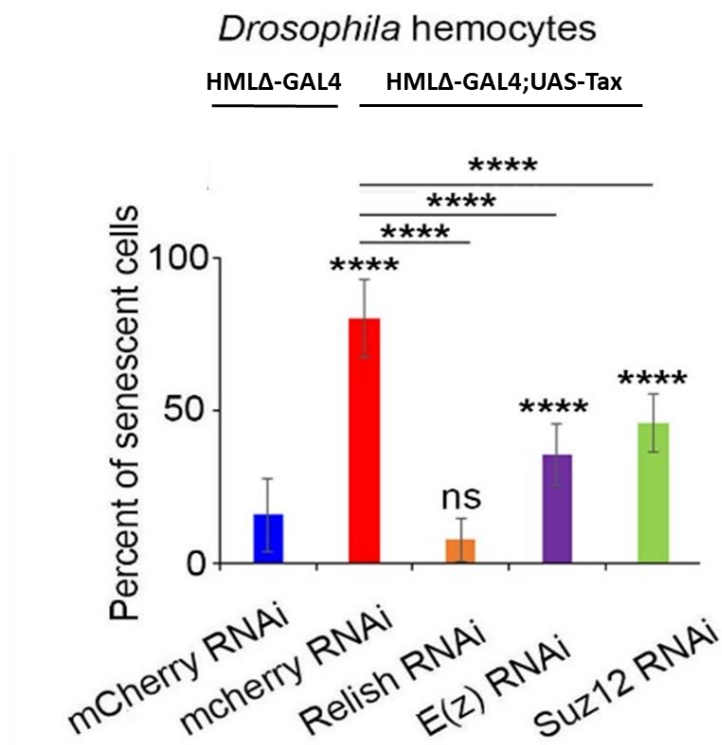 Drosophila hemocytes
HMLΔ-GAL4 HMLΔ-GAL4;UAS-Tax
****
****
****
****
****
****
ns
Percent of senescent cells
100
50
0
mCherry RNAi
mcherry RNAi
Relish RNAi
E(z) RNAi
Suz12 RNAi